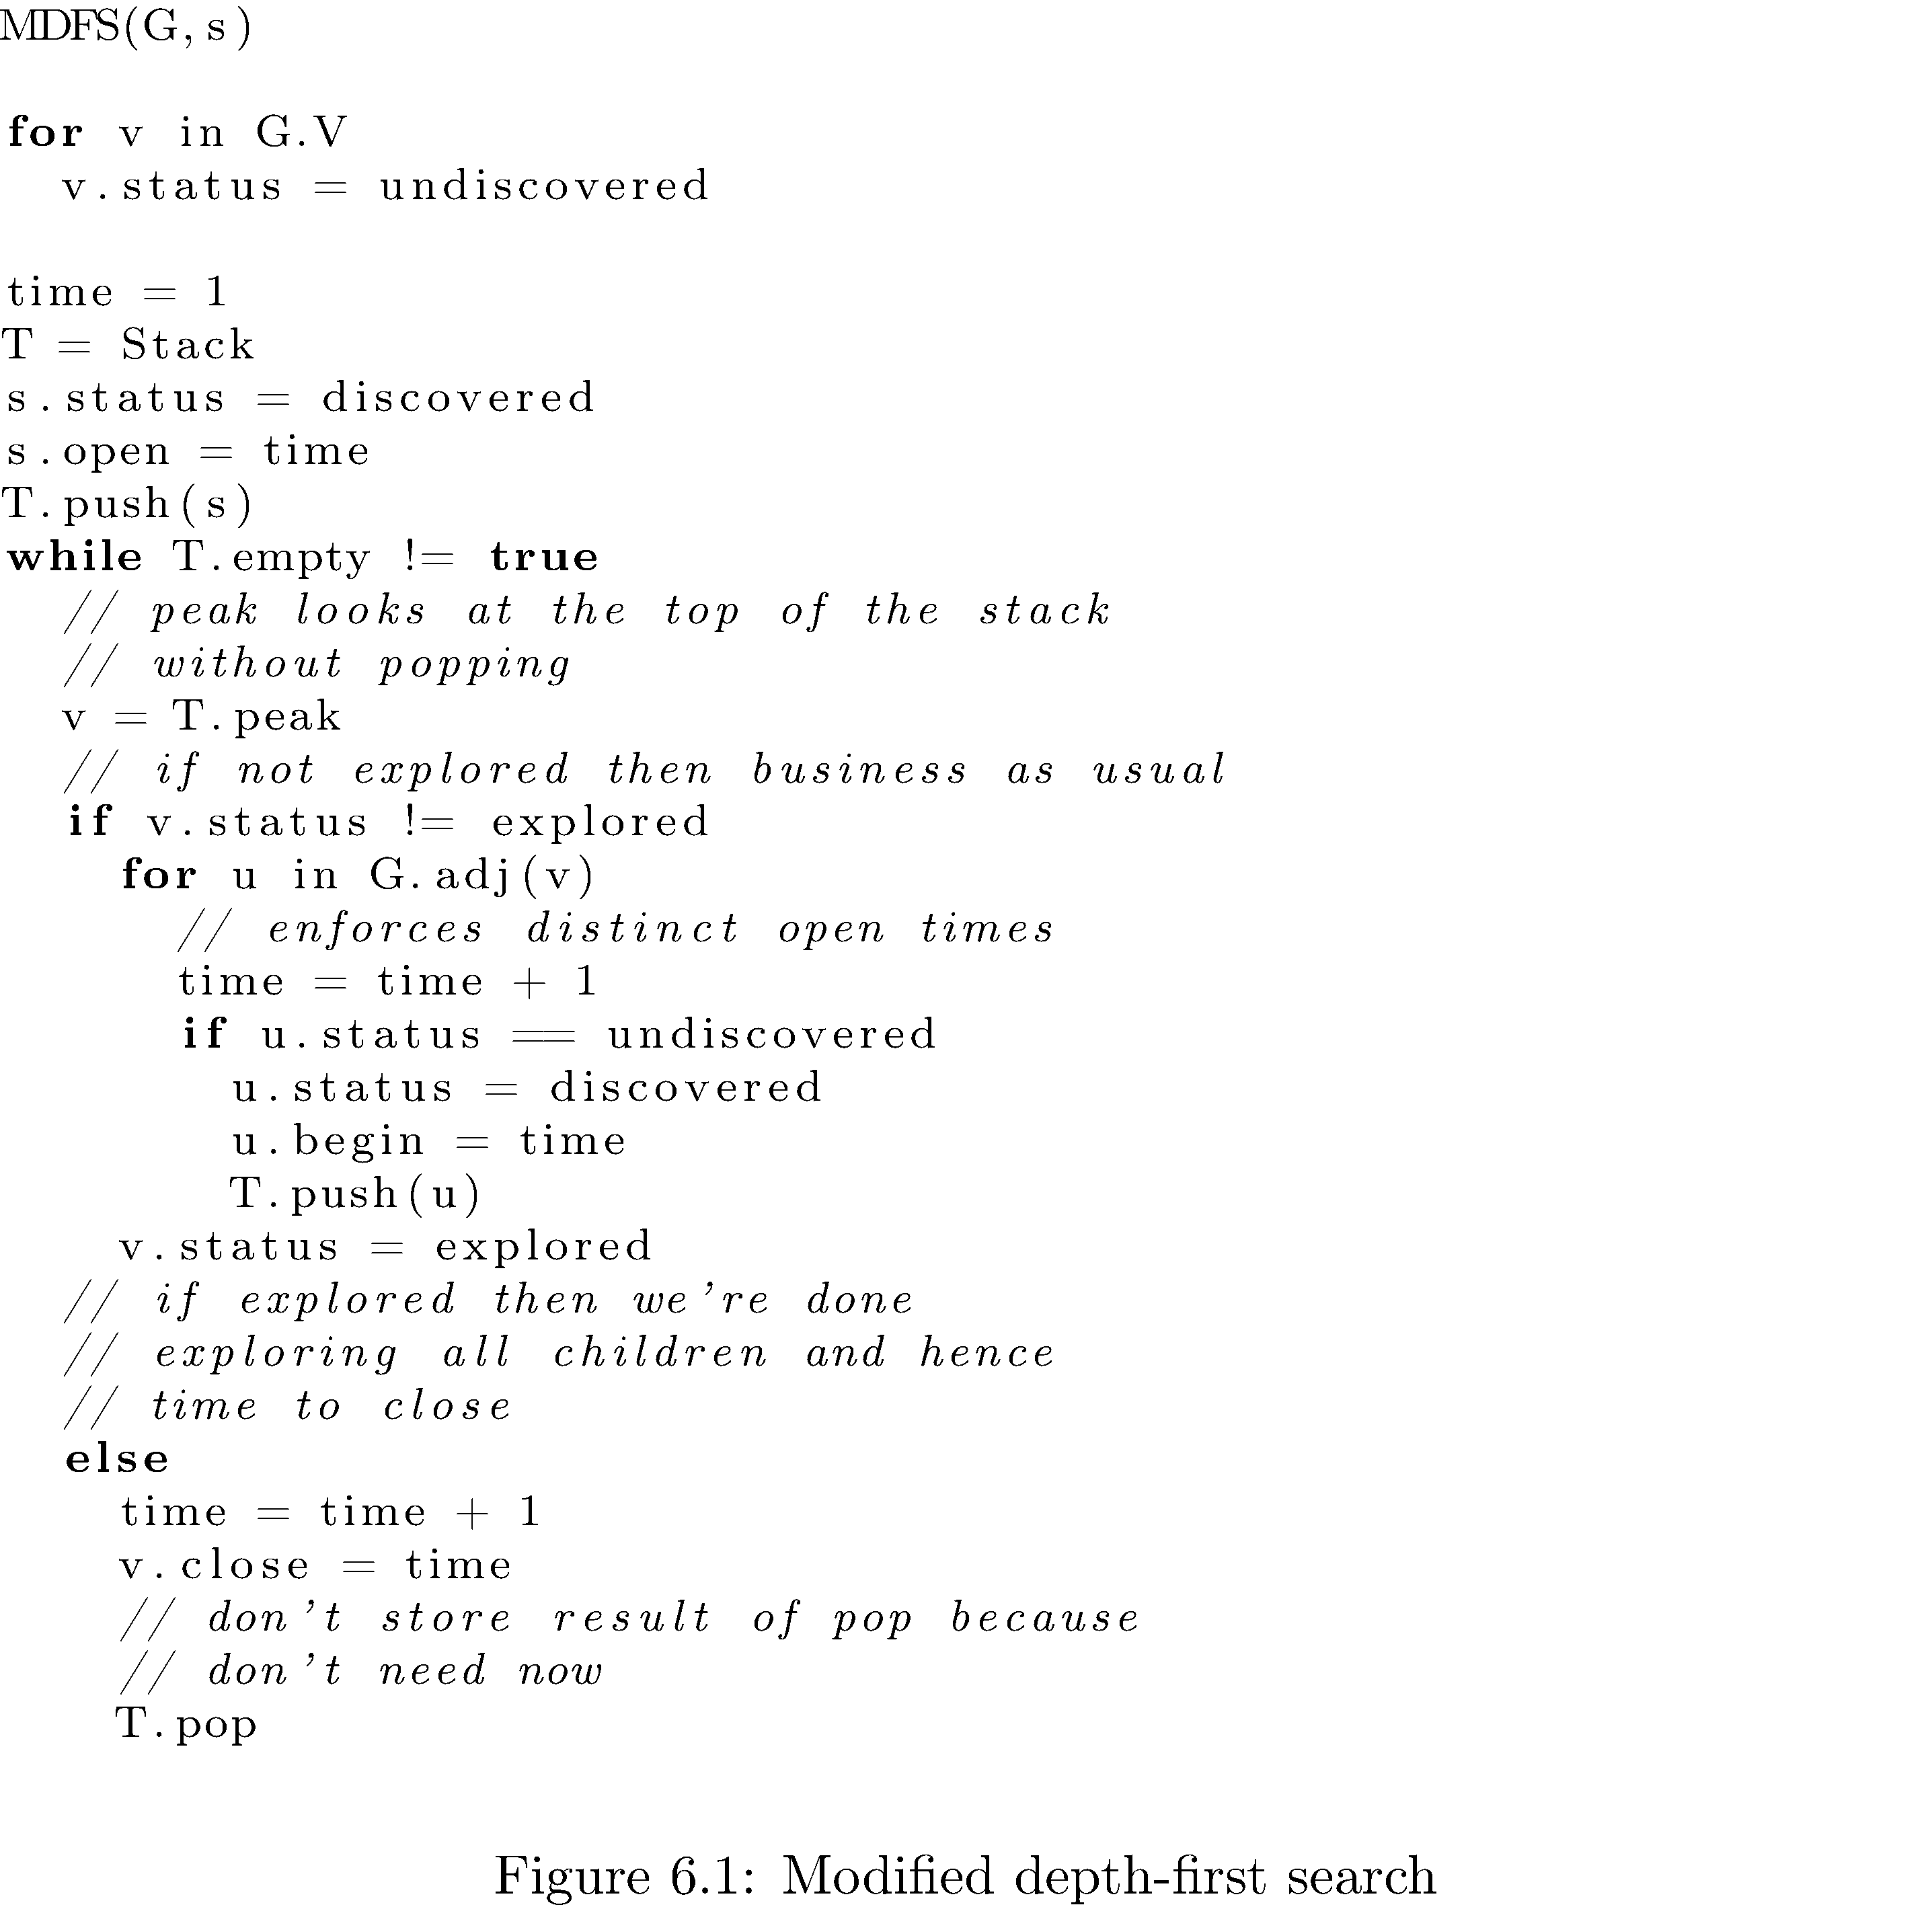 MDFS(G, s)
for v in G.V
v.status = undiscovered
time = 1
T = Stack
s.status = discovered
s.open = time
T.push(s)
while T.empty != true
// peak looks at the top of the stack
// without popping
v = T.peak
// if not explored then business as usual
if v.status != explored
for u in G.adj(v)
// enforces distinct open times
time = time + 1
if u.status == undiscovered
u.status = discovered
u.begin = time
T.push(u)
v.status = explored
// if explored then we're done
// exploring all children and hence
// time to close
else
time = time + 1
v.close = time
// don't store result of pop because
// don't need now
T.pop
Figure 6.1: Modified depth-first search